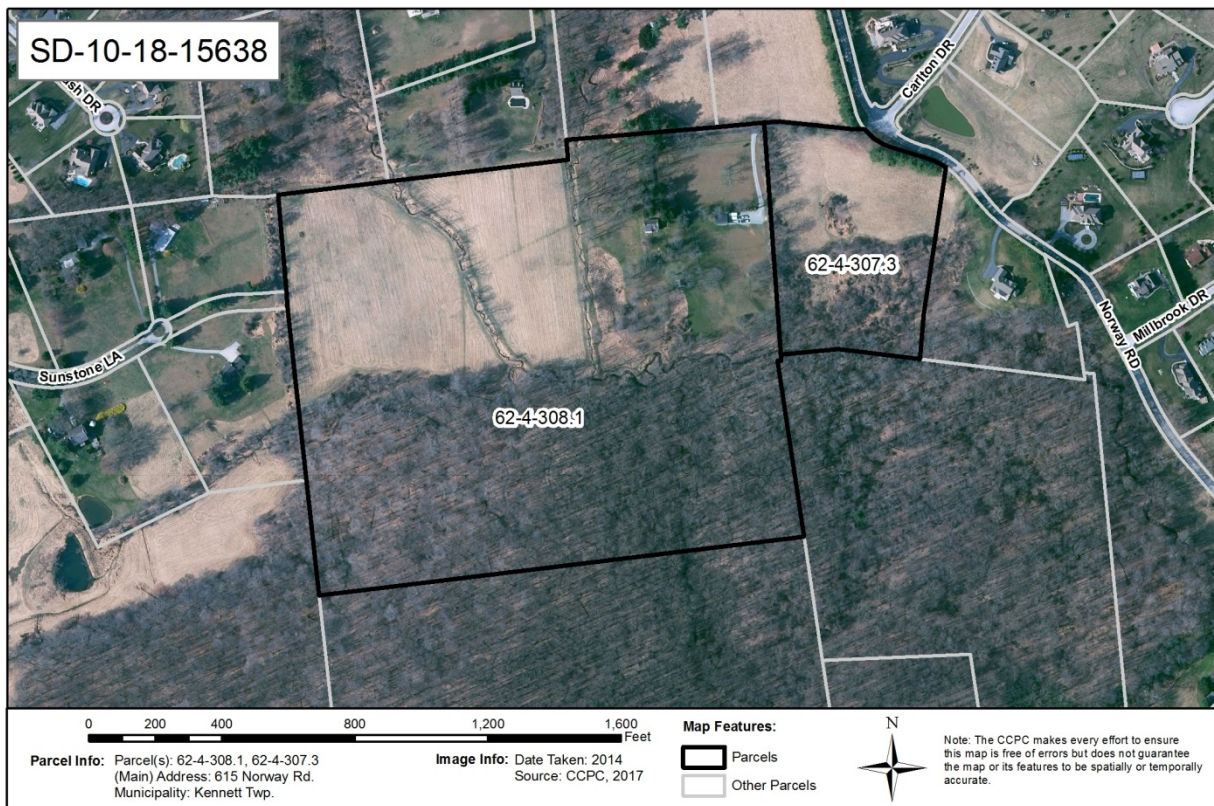 SD-10-18-15638
sh DR
Carlton DR
62-4-307.3
Sunstone LA
Norway RD
Millbrook DR
62-4-308.1
0 200 400 800 1,200 1,600
Feet
Parcel Info: Parcel(s): 62-4-308.1, 62-4-307.3
(Main) Address: 615 Norway Rd.
Municipality: Kennett Twp.
Image Info: Date Taken: 2014
Source: CCPC, 2017
Map Features:
Parcels
Other Parcels
N
Note: The CCPC makes every effort to ensure
this map is free of errors but does not guarantee
the map or its features to be spatially or temporally
accurate.